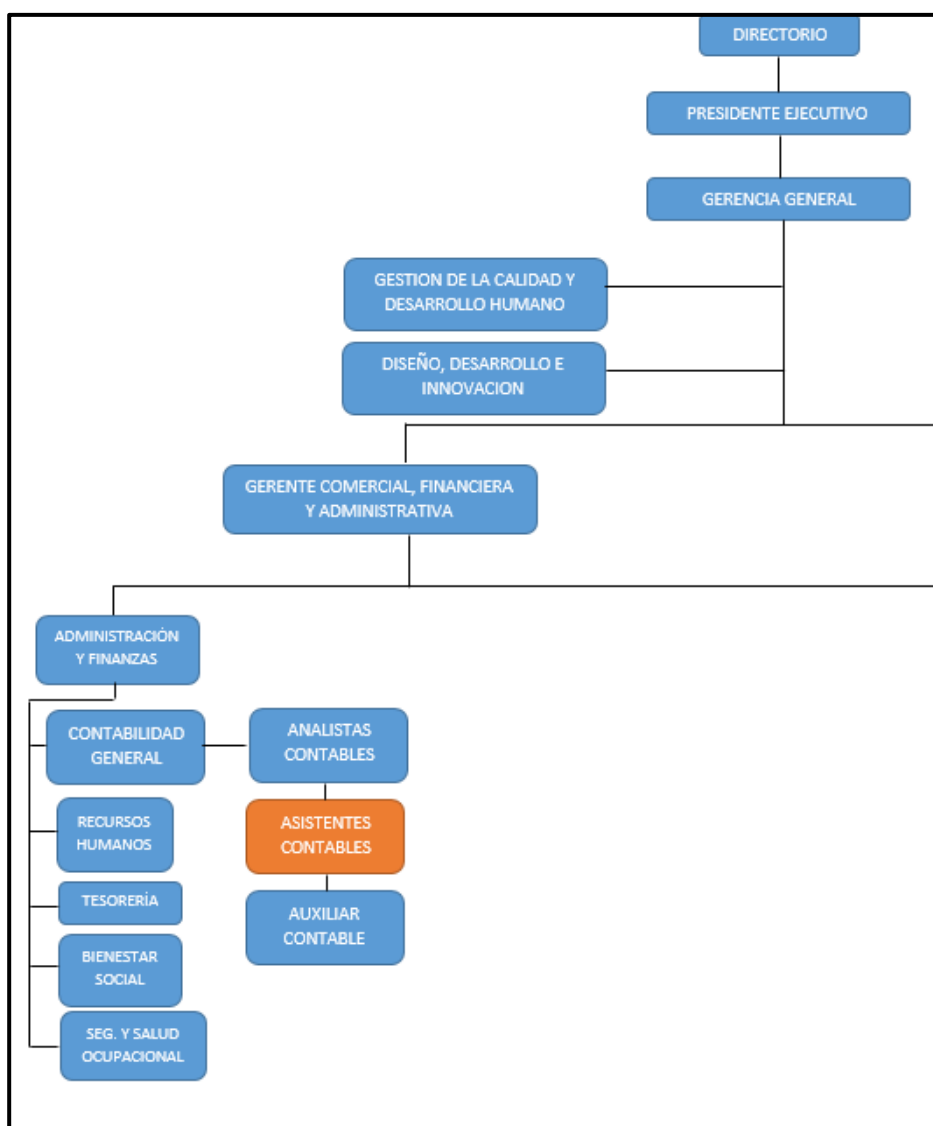 DIRECTORIO
PRESIDENTE EJECUTIVO
GERENCIA GENERAL
GESTION DE LA CALIDAD Y
DESARROLLO HUMANO
DISEÑO, DESARROLLO E
INNOVACION
GERENTE COMERCIAL, FINANCIERA
Y ADMINISTRATIVA
ADMINISTRACIÓN
Y FINANZAS
CONTABILIDAD
GENERAL
ANALISTAS
CONTABLES
RECURSOS
HUMANOS
ASISTENTES
CONTABLES
TESORERÍA
AUXILIAR
CONTABLE
BIENESTAR
SOCIAL
SEG. Y SALUD
OCUPACIONAL